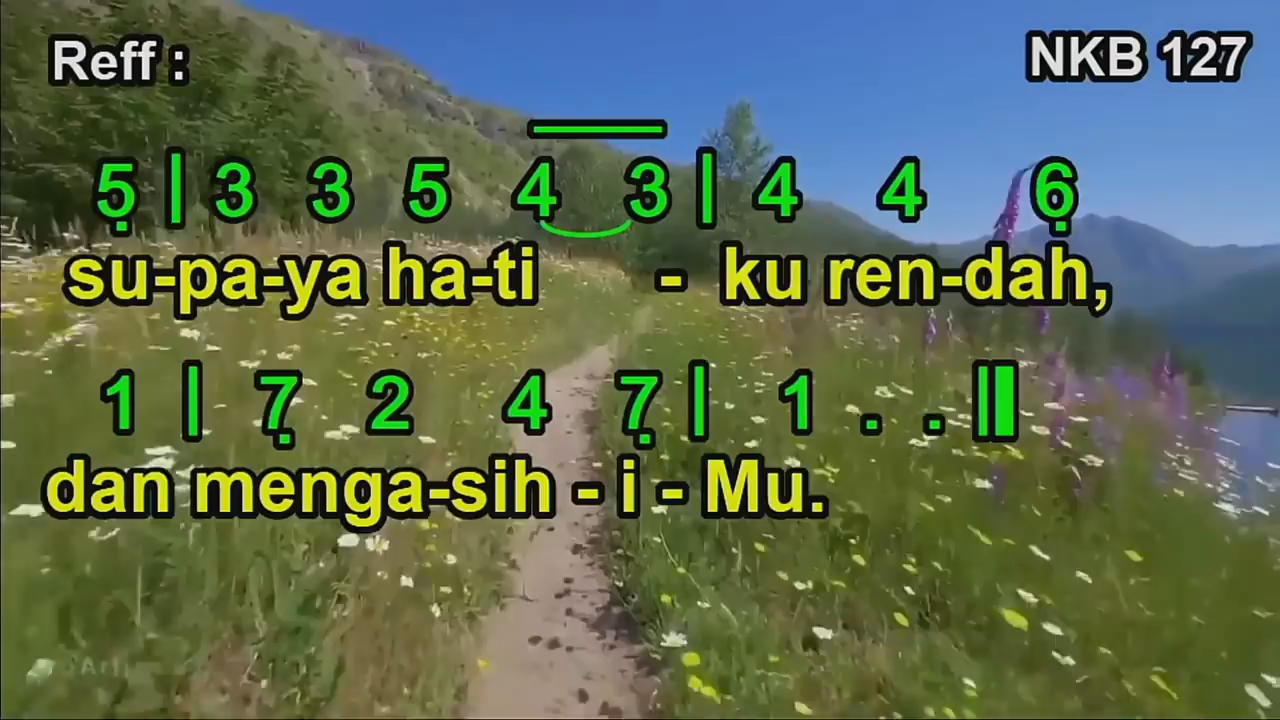 Reff : NKB 127
5̣ | 3 3 5 4 3 | 4 4 6̣
su-pa-ya ha-ti - ku ren-dah,
1 | 7̣ 2 4 7̣ | 1 . . ||
dan menga-sih - i - Mu.